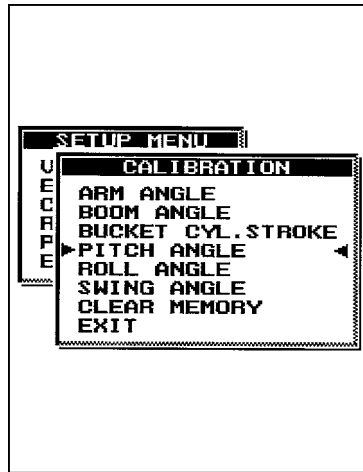 SETUP MENU
U
E
C
R
P
E
CALIBRATION
ARM ANGLE
BOOM ANGLE
BUCKET CYL.STROKE
PITCH ANGLE
ROLL ANGLE
SWING ANGLE
CLEAR MEMORY
EXIT